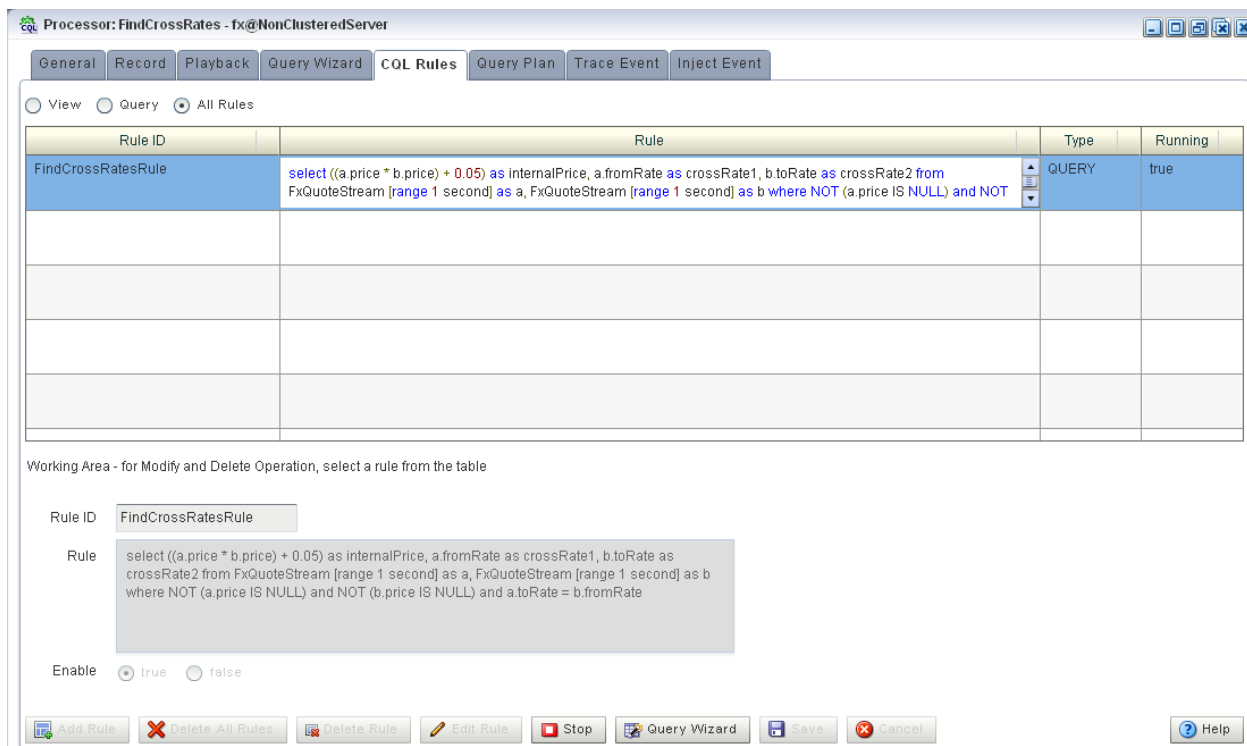 CQL Processor: FindCrossRates - fx@NonClusteredServer
General Record Playback Query Wizard CQL Rules Query Plan Trace Event Inject Event
View Query All Rules
Rule ID Rule Type Running
FindCrossRatesRule
select ((a.price * b.price) + 0.05) as internalPrice, a.fromRate as crossRate1, b.toRate as crossRate2 from
FxQuoteStream [range 1 second] as a, FxQuoteStream [range 1 second] as b where NOT (a.price IS NULL) and NOT
QUERY true
Working Area - for Modify and Delete Operation, select a rule from the table
Rule ID FindCrossRatesRule
Rule
select ((a.price * b.price) + 0.05) as internalPrice, a.fromRate as crossRate1, b.toRate as
crossRate2 from FxQuoteStream [range 1 second] as a, FxQuoteStream [range 1 second] as b
where NOT (a.price IS NULL) and NOT (b.price IS NULL) and a.toRate = b.fromRate
Enable true false
Add Rule Delete All Rules Delete Rule Edit Rule Stop Query Wizard Save Cancel Help